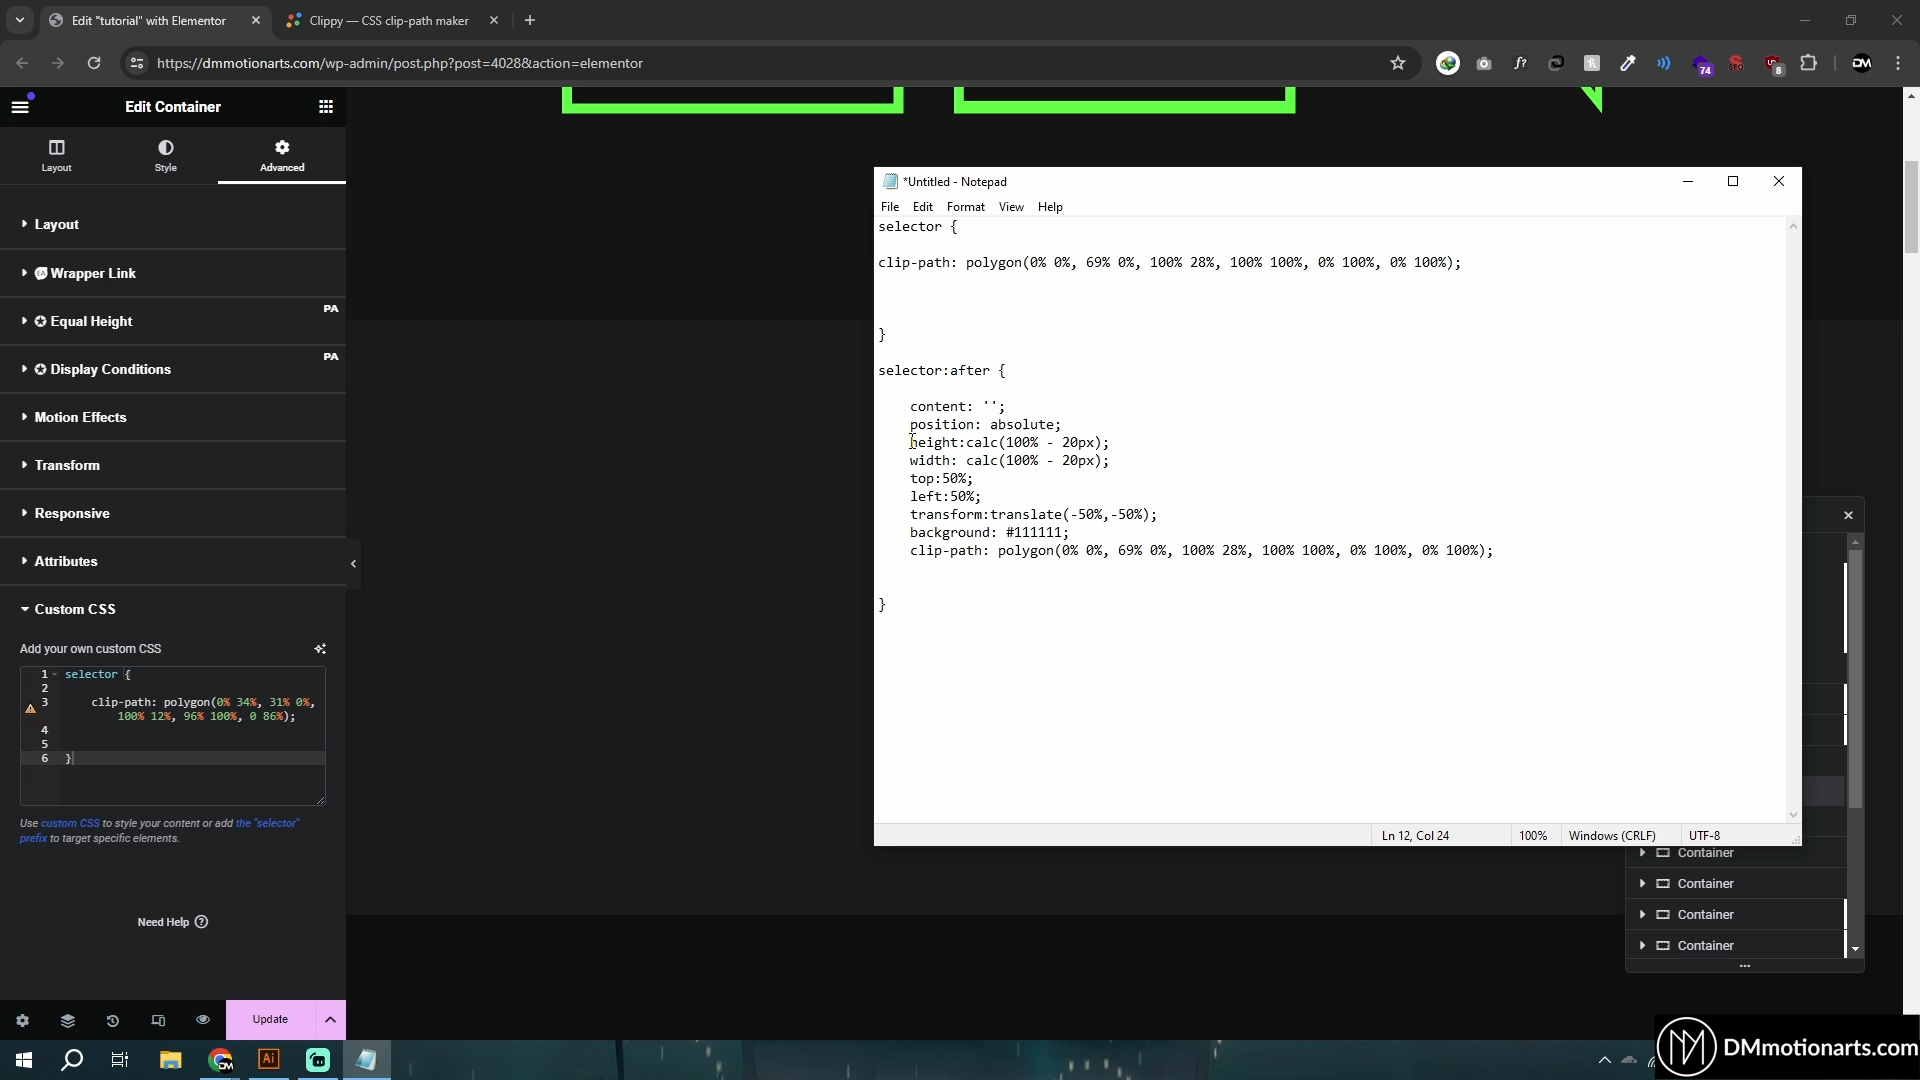 Edit "tutorial" with Elementor
Clippy — CSS clip-path maker
https://dmmotionarts.com/wp-admin/post.php?post=4028&action=elementor
f?
74
SPO
8
DM
Edit Container
Layout
Style
Advanced
Layout
Wrapper Link
PA
Equal Height
PA
Display Conditions
Motion Effects
Transform
Responsive
Attributes
Custom CSS
Add your own custom CSS
1 selector {
2
3 clip-path: polygon(0% 34%, 31% 0%,
100% 12%, 96% 100%, 0 86%);
4
5
6 }
Use custom CSS to style your content or add the "selector"
prefix to target specific elements.
Need Help
Update
*Untitled - Notepad
File Edit Format View Help
selector {
clip-path: polygon(0% 0%, 69% 0%, 100% 28%, 100% 100%, 0% 100%, 0% 100%);
}
selector:after {
content: '';
position: absolute;
height:calc(100% - 20px);
width: calc(100% - 20px);
top:50%;
left:50%;
transform:translate(-50%,-50%);
background: #111111;
clip-path: polygon(0% 0%, 69% 0%, 100% 28%, 100% 100%, 0% 100%, 0% 100%);
}
Ln 12, Col 24
100%
Windows (CRLF)
UTF-8
Container
Container
Container
Container
DM
Ai
DMmotionarts.com